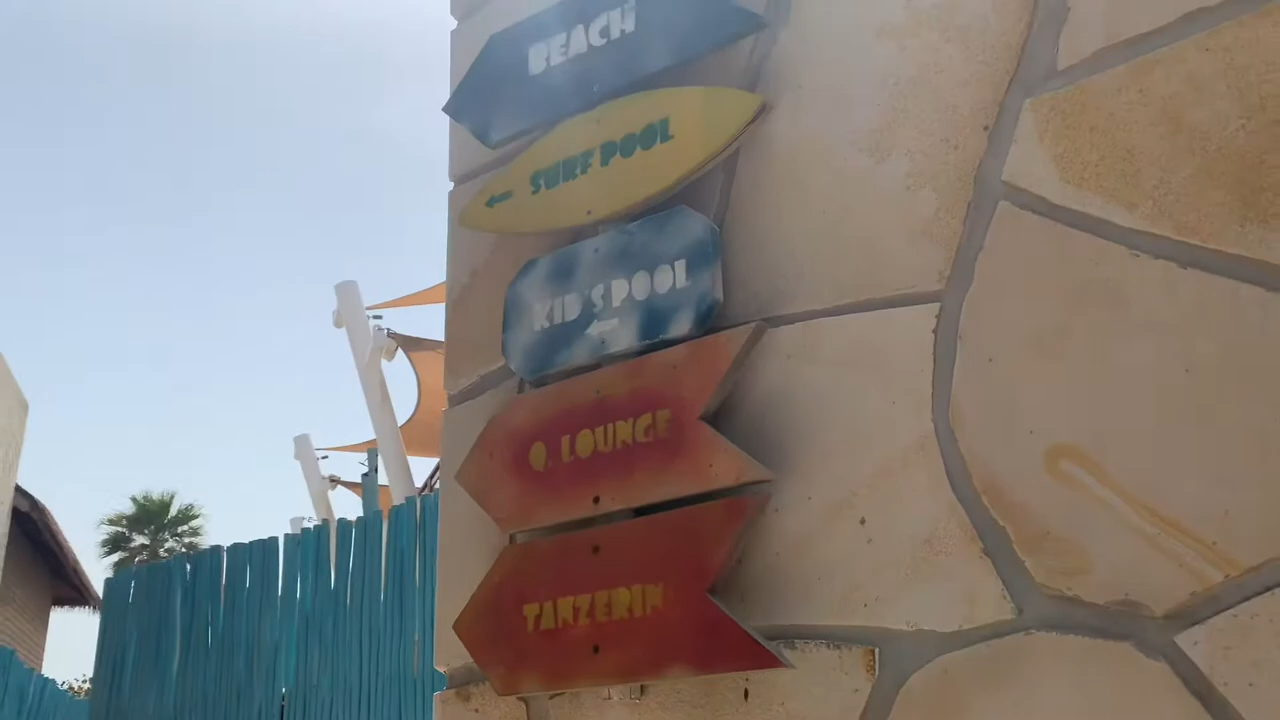 BEACH
← SURF POOL
KID'S POOL
←
Q. LOUNGE
TANZERIN